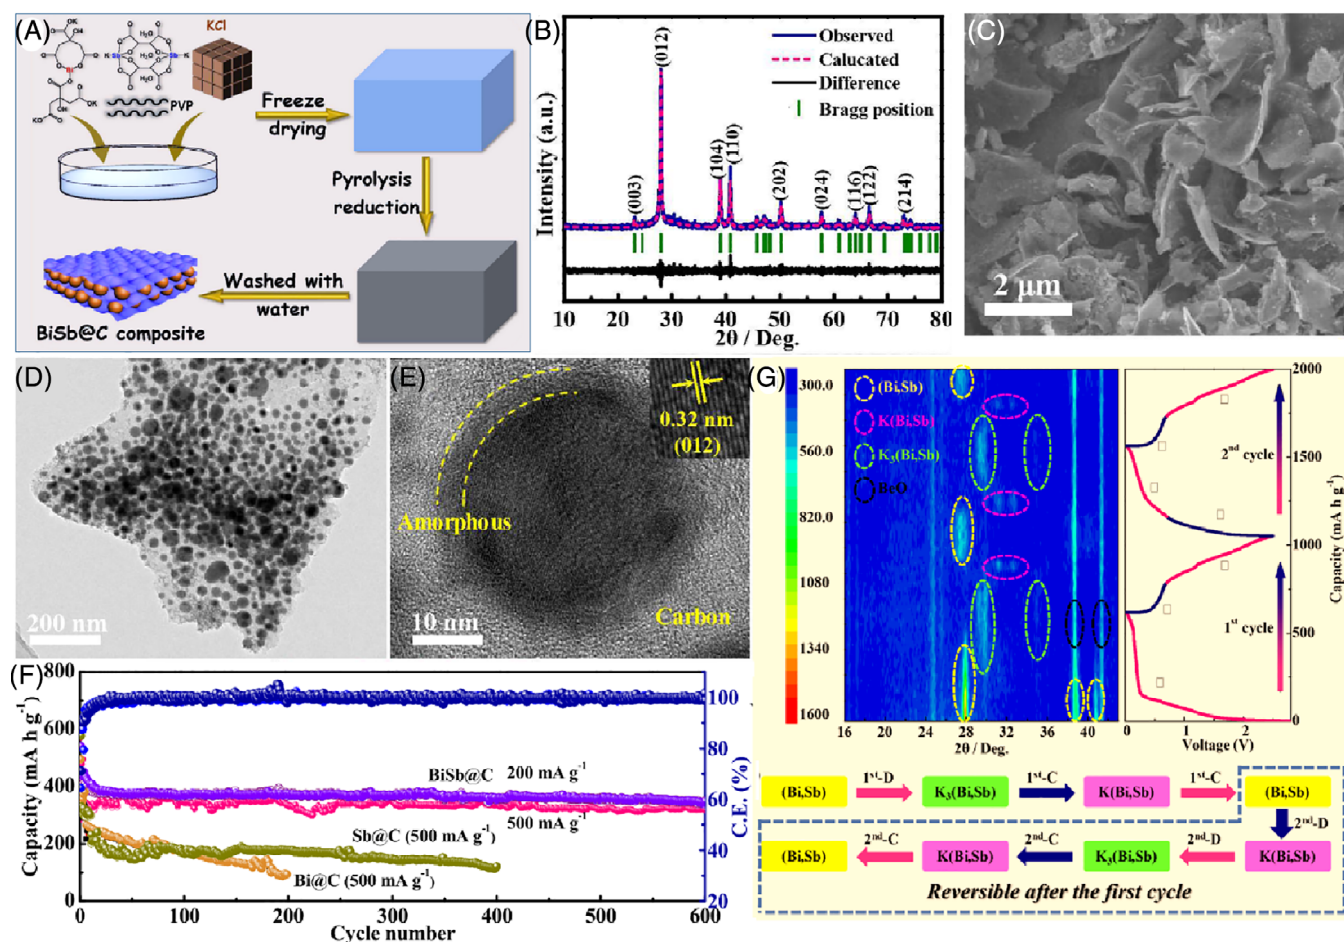 (A)
KCl
PVP
Freeze
drying
Pyrolysis
reduction
Washed with
water
BiSb@C composite
(B)
Observed
Calucated
Difference
Bragg position
(003)
(012)
(104)
(110)
(202)
(024)
(116)
(122)
(214)
Intensity (a.u.)
10 20 30 40 50 60 70 80
2θ / Deg.
(C)
2 μm
(D)
200 nm
(E)
0.32 nm
(012)
Amorphous
Carbon
10 nm
(F)
800
700
600
500
400
300
200
100
0
Capacity (mA h g-1)
BiSb@C 200 mA g-1
500 mA g-1
Sb@C (500 mA g-1)
Bi@C (500 mA g-1)
100
80
60
40
20
C.E. (%)
0 100 200 300 400 500 600
Cycle number
(G)
300.0
560.0
820.0
1080
1340
1600
(Bi,Sb)
K(Bi,Sb)
K3(Bi,Sb)
BeO
16 20 24 28 32 36 40
2θ / Deg.
2nd cycle
1st cycle
2000
1500
1000
500
0
Capacity (mA h g-1)
0 1 2
Voltage (V)
(Bi,Sb) 1st-D K3(Bi,Sb) 1st-C K(Bi,Sb) 1st-C (Bi,Sb)
2nd-D
(Bi,Sb) 2nd-C K(Bi,Sb) 2nd-C K3(Bi,Sb) 2nd-D K(Bi,Sb)
Reversible after the first cycle